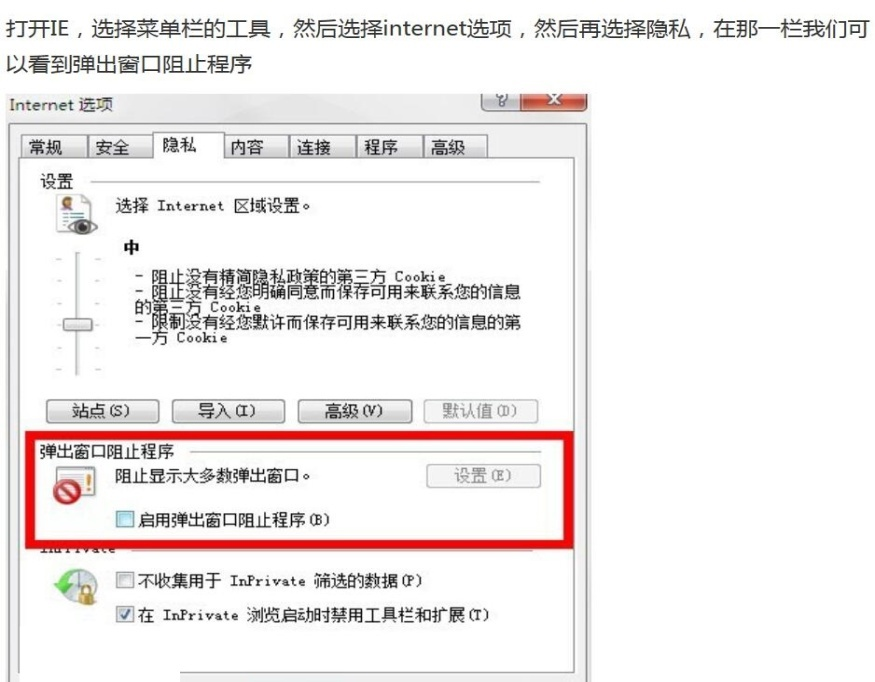 打开IE，选择菜单栏的工具，然后选择internet选项，然后再选择隐私，在那一栏我们可
以看到弹出窗口阻止程序
Internet 选项
常规 安全 隐私 内容 连接 程序 高级
设置
选择 Internet 区域设置。
中
- 阻止没有精简隐私政策的第三方 Cookie
- 阻止没有经您明确同意而保存可用来联系您的信息
的第三方 Cookie
- 限制没有经您默许而保存可用来联系您的信息的第
一方 Cookie
站点(S) 导入(I) 高级(V) 默认值(D)
弹出窗口阻止程序
阻止显示大多数弹出窗口。 设置(E)
启用弹出窗口阻止程序(B)
InPrivate
不收集用于 InPrivate 筛选的数据(P)
在 InPrivate 浏览启动时禁用工具栏和扩展(T)